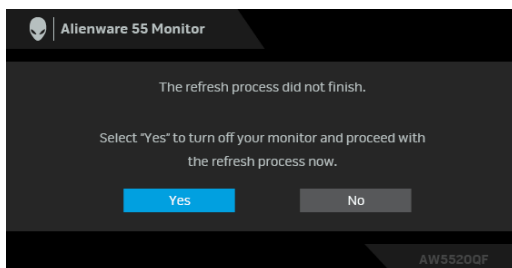 Alienware 55 Monitor
The refresh process did not finish.
Select "Yes" to turn off your monitor and proceed with
the refresh process now.
Yes
No
AW5520QF